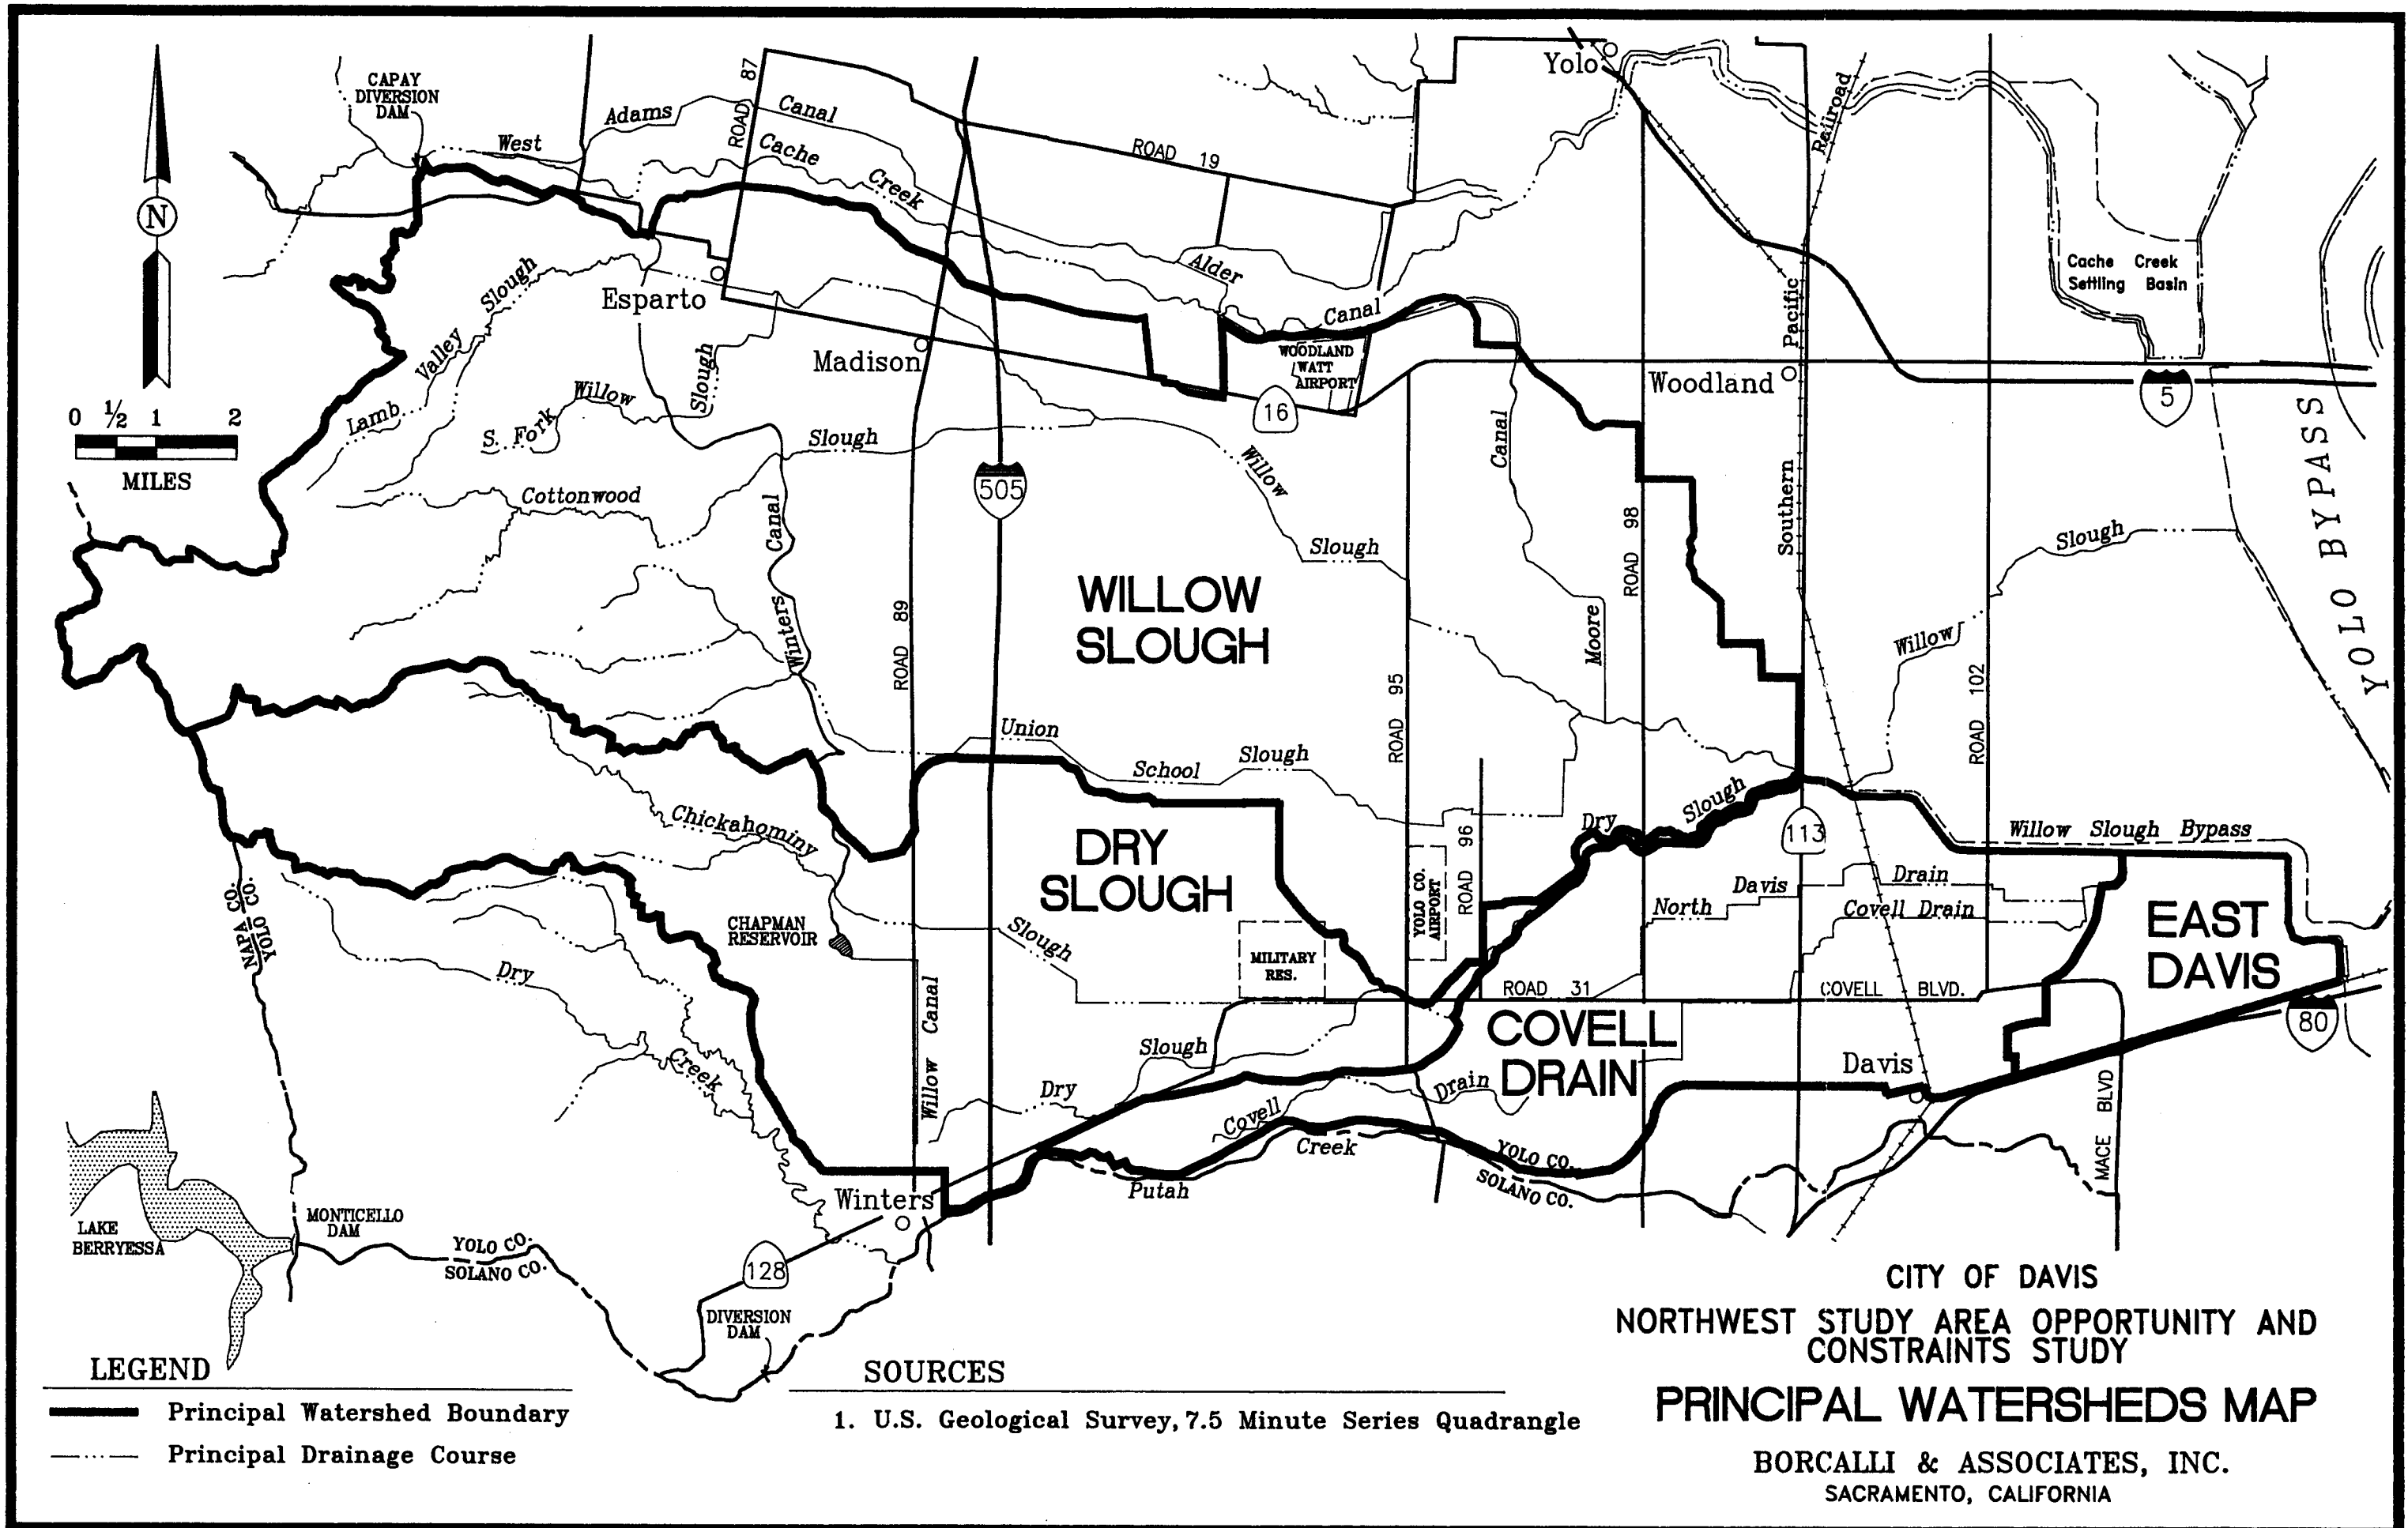 Yolo
CAPAY
DIVERSION
DAM
ROAD 87
Adams
Canal
West
Cache
Creek
ROAD 19
Railroad
N
Cache Creek
Settling Basin
Alder
Canal
Esparto
Madison
Valley
Slough
Lamb
WOODLAND
WATT
AIRPORT
16
Woodland
Pacific
5
0 ½ 1 2
MILES
S. Fork
Willow
Slough
Slough
Willow
Canal
YOLO BYPASS
505
Cottonwood
Canal
Winters
Slough
Southern
ROAD 98
Slough
WILLOW
SLOUGH
ROAD 89
Moore
Willow
ROAD 95
ROAD 102
Union
School
Slough
Chickahominy
DRY
SLOUGH
Dry
Slough
113
Willow Slough Bypass
ROAD 96
YOLO CO.
AIRPORT
North
Davis
Drain
Covell Drain
EAST
DAVIS
NAPA CO.
YOLO CO.
CHAPMAN
RESERVOIR
Slough
MILITARY
RES.
Dry
Creek
Willow Canal
ROAD 31
COVELL BLVD.
COVELL
DRAIN
80
Slough
Dry
Davis
Drain
Covell
Creek
Putah
YOLO CO.
SOLANO CO.
MACE BLVD
Winters
LAKE
BERRYESSA
MONTICELLO
DAM
YOLO CO.
SOLANO CO.
128
DIVERSION
DAM
CITY OF DAVIS
NORTHWEST STUDY AREA OPPORTUNITY AND
CONSTRAINTS STUDY
PRINCIPAL WATERSHEDS MAP
BORCALLI & ASSOCIATES, INC.
SACRAMENTO, CALIFORNIA
LEGEND
Principal Watershed Boundary
Principal Drainage Course
SOURCES
1. U.S. Geological Survey, 7.5 Minute Series Quadrangle